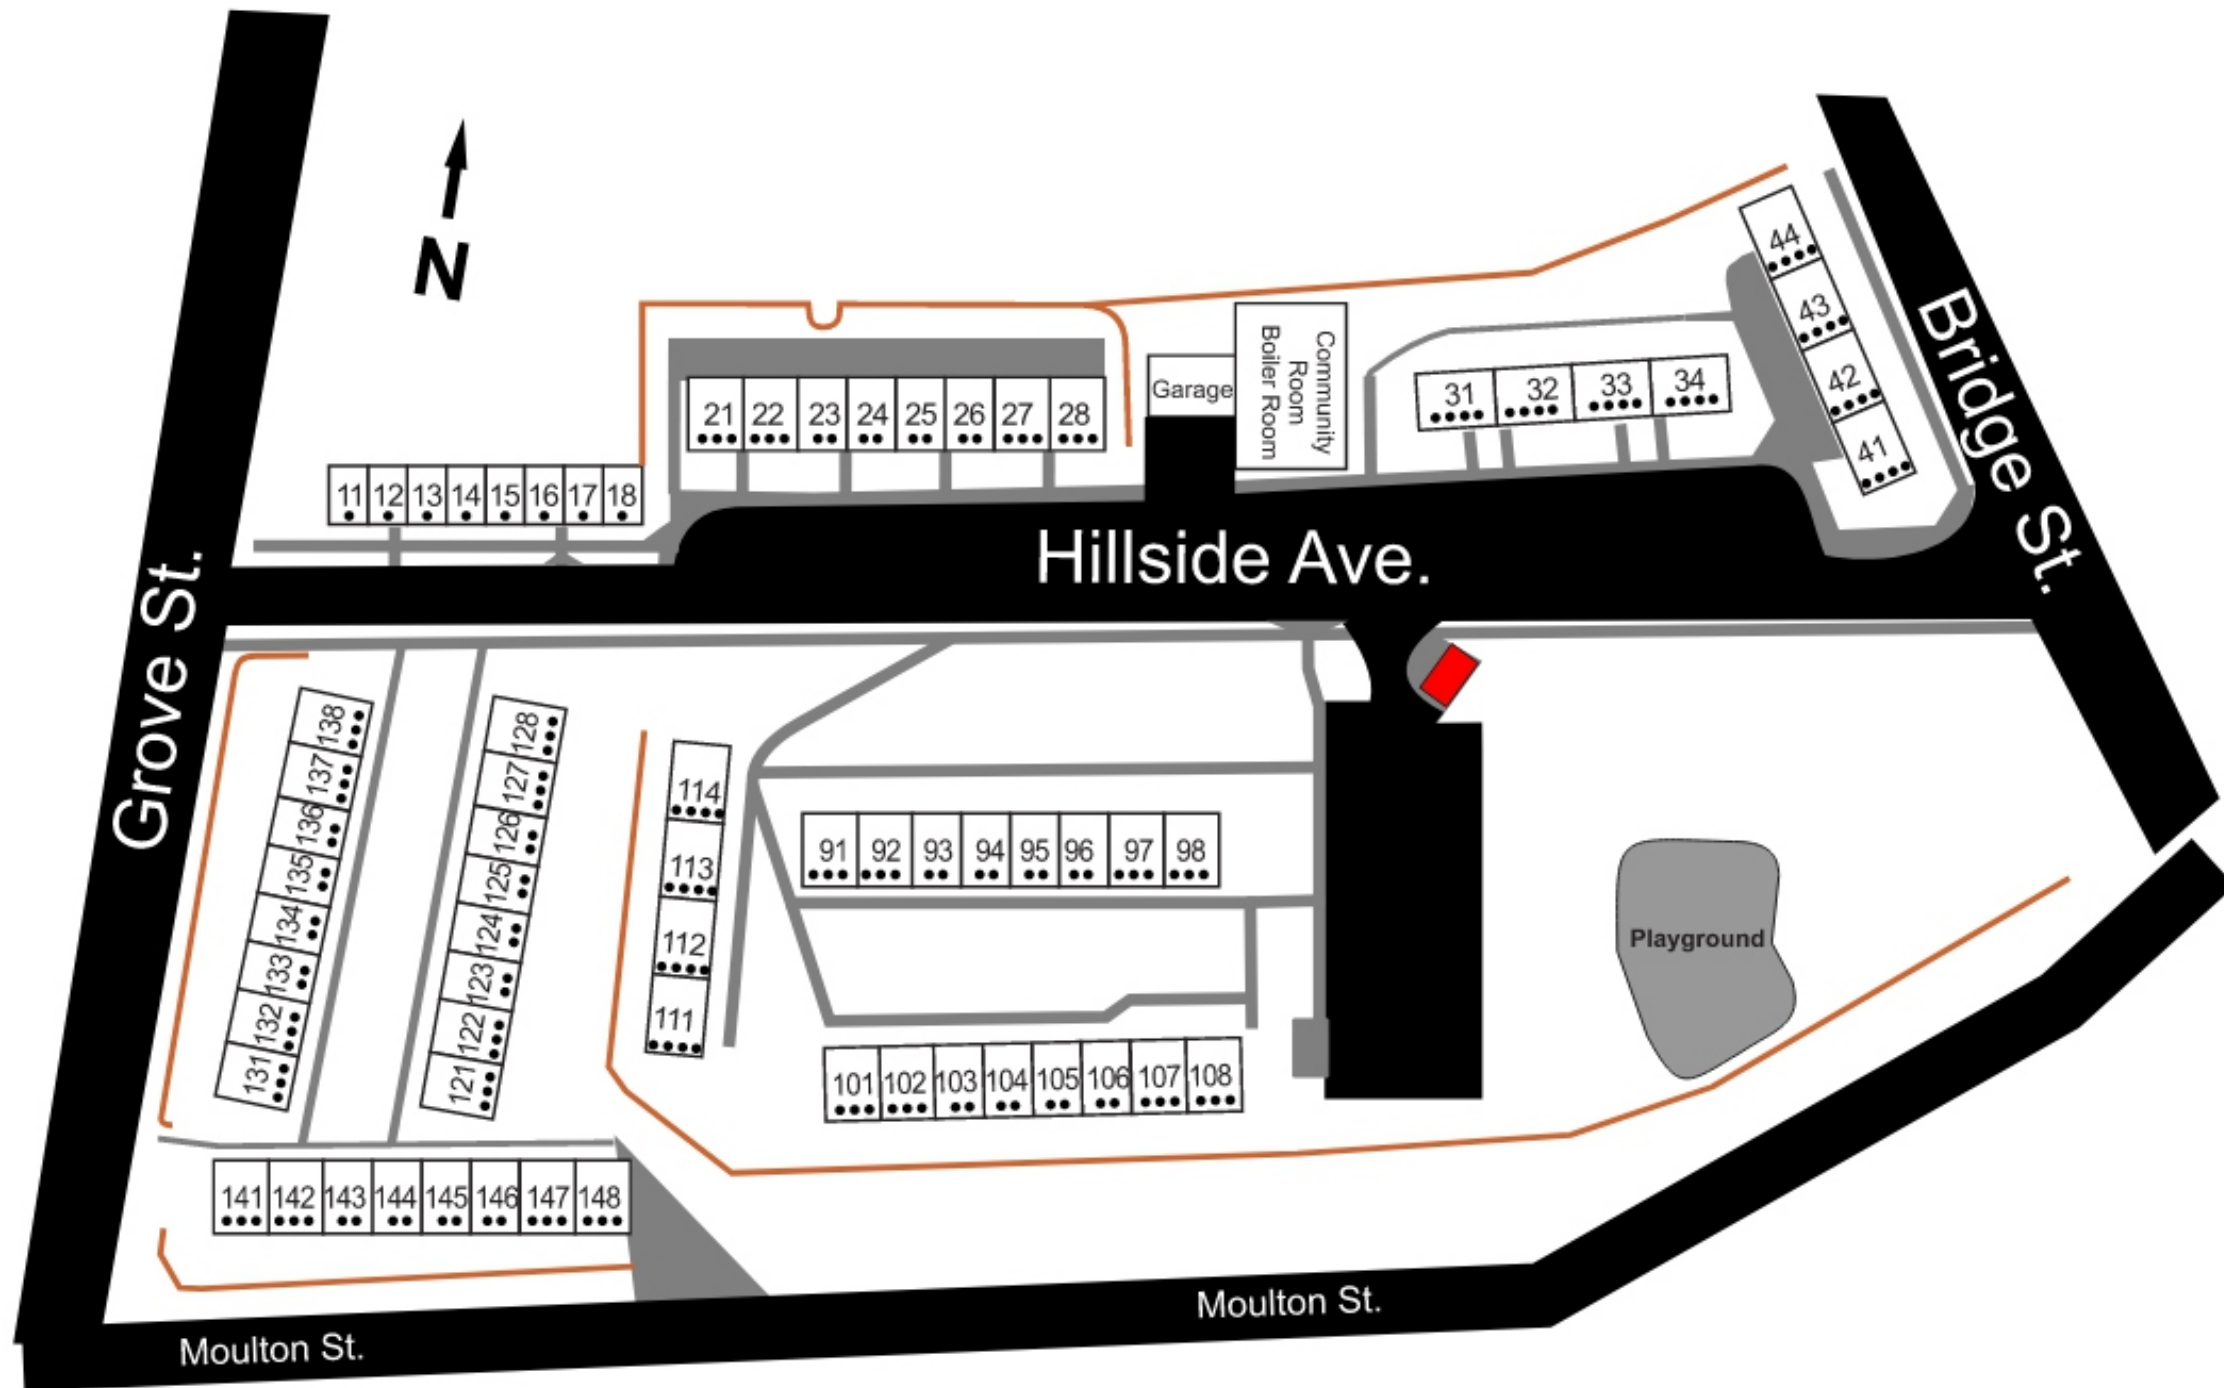 N
Grove St.
Bridge St.
Hillside Ave.
44
43
42
41
Garage
Community
Room
Boiler Room
31 32 33 34
21 22 23 24 25 26 27 28
11 12 13 14 15 16 17 18
138
137
136
135
134
133
132
131
128
127
126
125
124
123
122
121
114
113
112
111
91 92 93 94 95 96 97 98
Playground
101 102 103 104 105 106 107 108
141 142 143 144 145 146 147 148
Moulton St.
Moulton St.